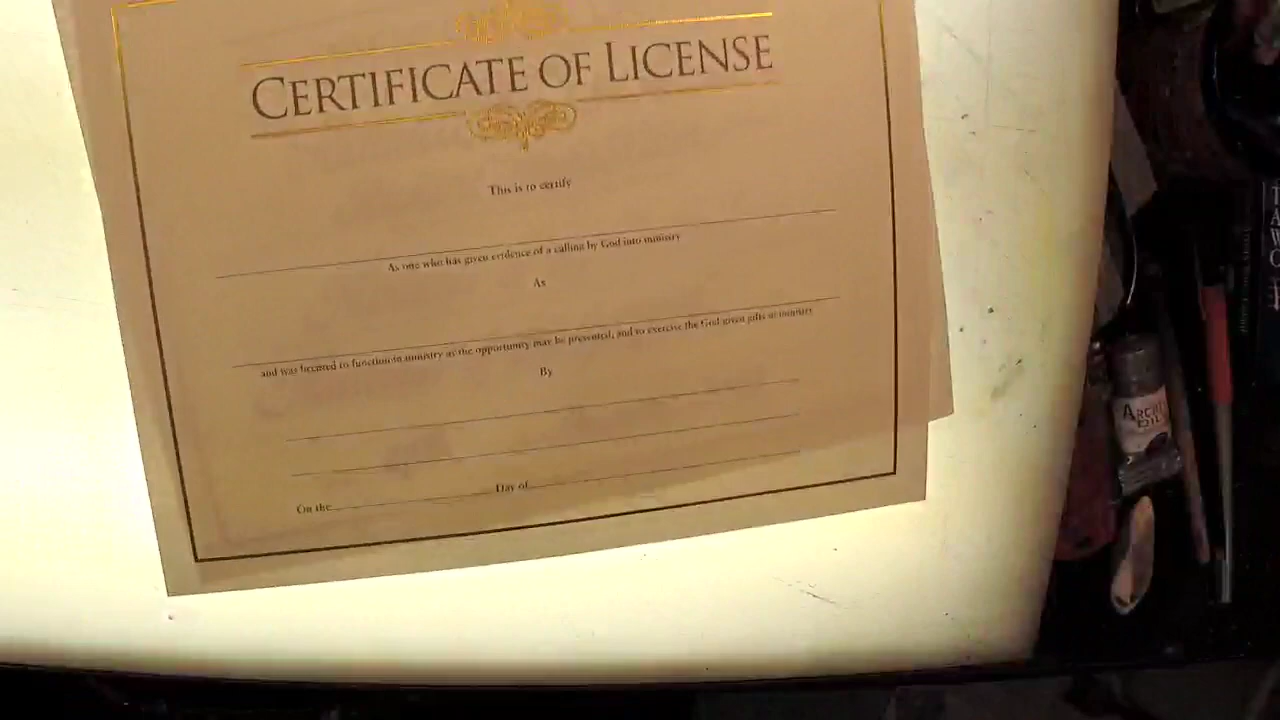 CERTIFICATE OF LICENSE
This is to certify
As one who has given evidence of a calling by God into ministry
As
and was licensed to function in ministry as the opportunity may be presented, and to exercise the God given gifts of ministry
By
On the Day of